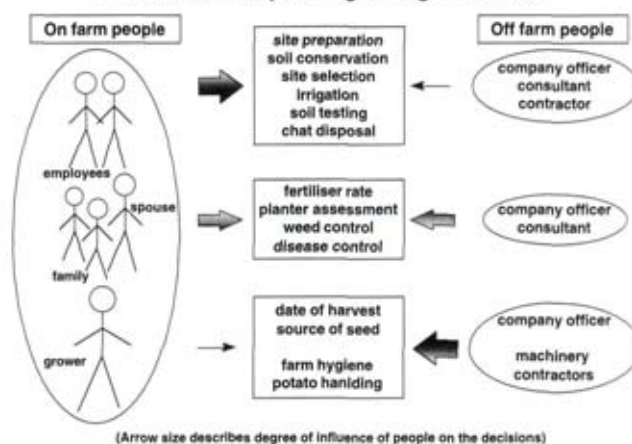 On farm people
Off farm people
site preparation
soil conservation
site selection
irrigation
soil testing
chat disposal
company officer
consultant
contractor
employees
spouse
family
grower
fertiliser rate
planter assessment
weed control
disease control
company officer
consultant
date of harvest
source of seed
farm hygiene
potato haniding
company officer
machinery
contractors
(Arrow size describes degree of influence of people on the decisions)